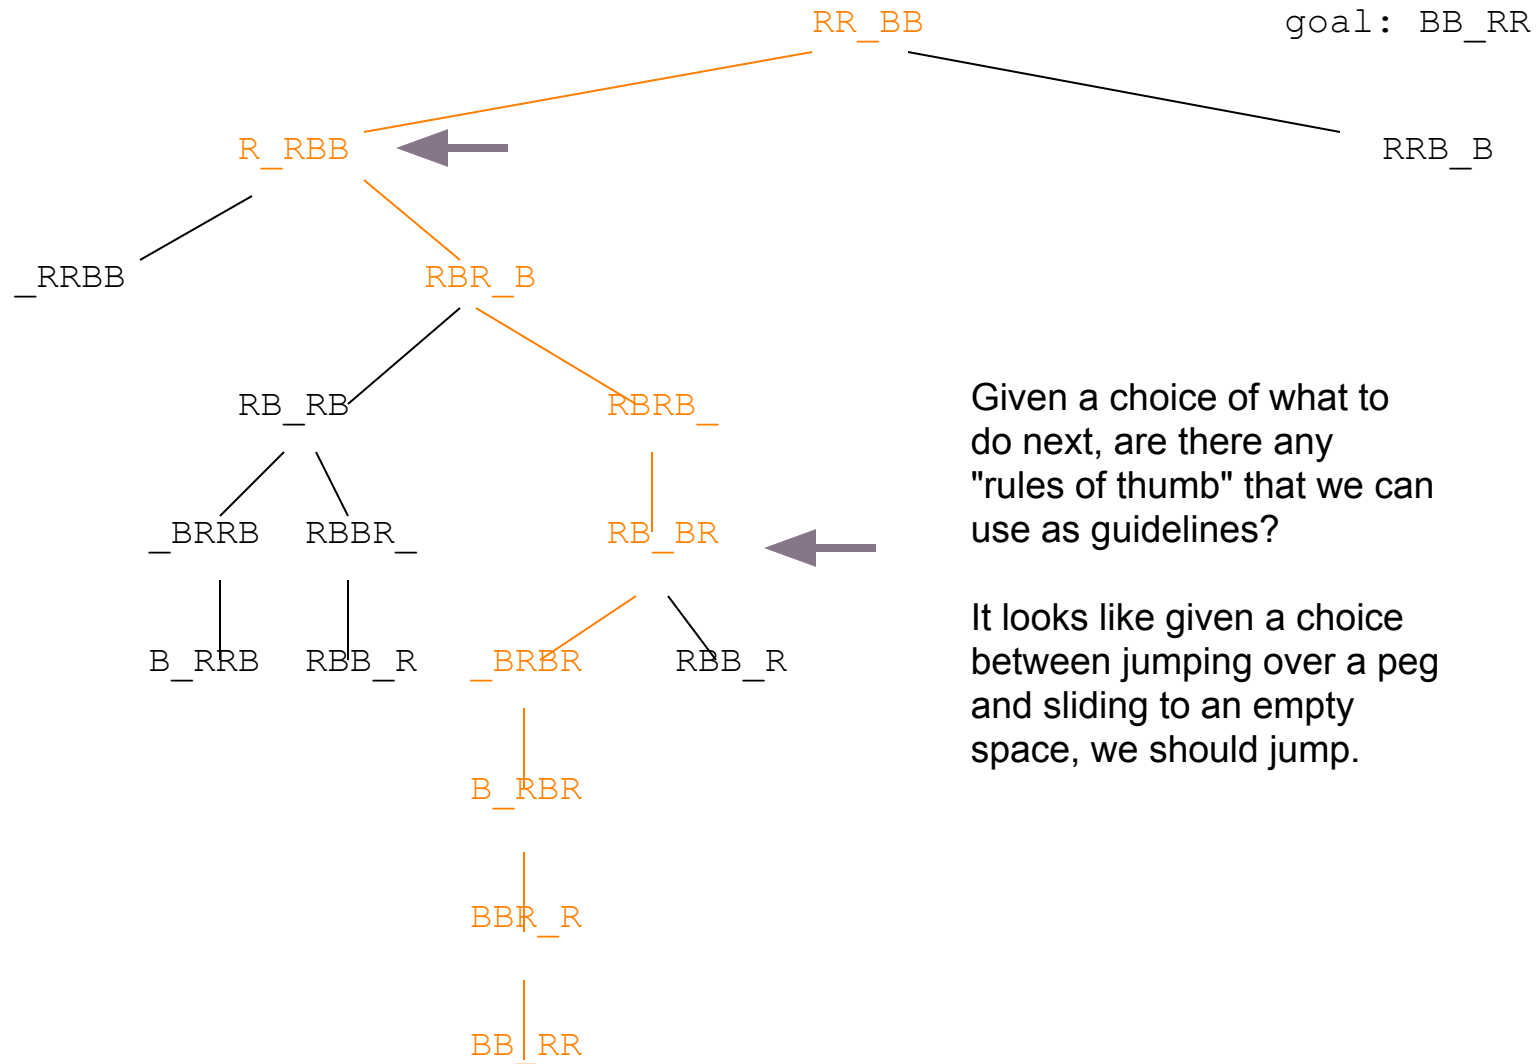 RR_BB
goal: BB_RR
R_RBB
RRB_B
_RRBB
RBR_B
RB_RB
RBRB_
Given a choice of what to
do next, are there any
"rules of thumb" that we can
use as guidelines?
_BRRB
RBBR_
RB_BR
It looks like given a choice
between jumping over a peg
and sliding to an empty
space, we should jump.
B_RRB
RBB_R
_BRBR
RBB_R
B_RBR
BBR_R
BB_RR